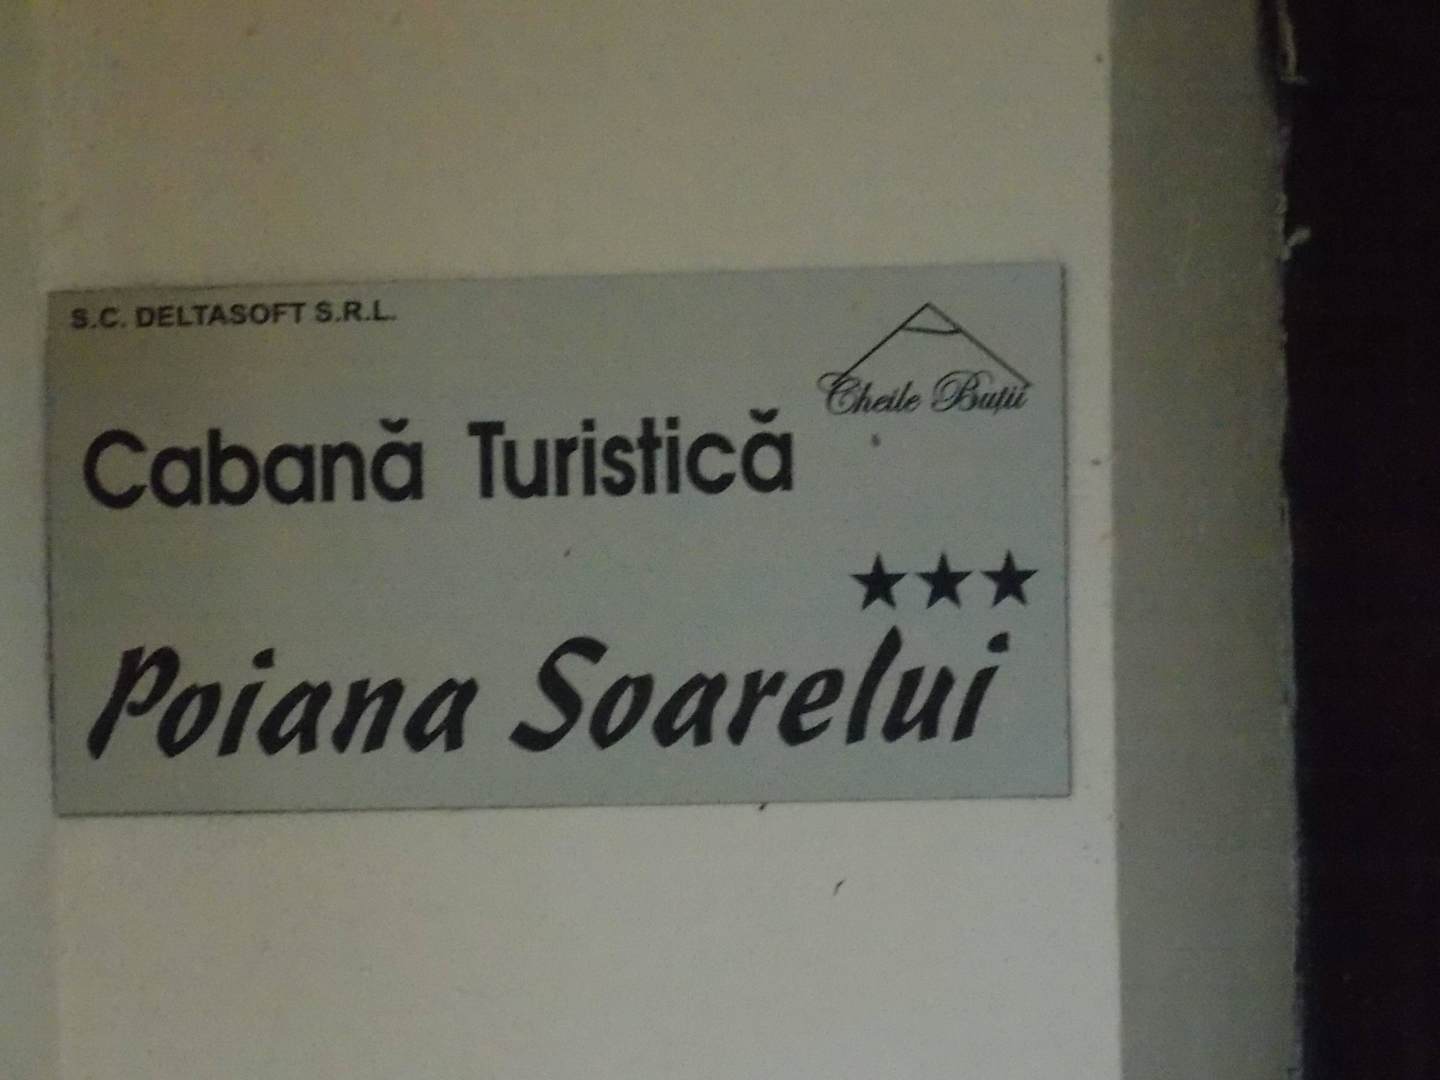 S.C. DELTASOFT S.R.L.
Cheile Buții
Cabană Turistică
★★★
Poiana Soarelui